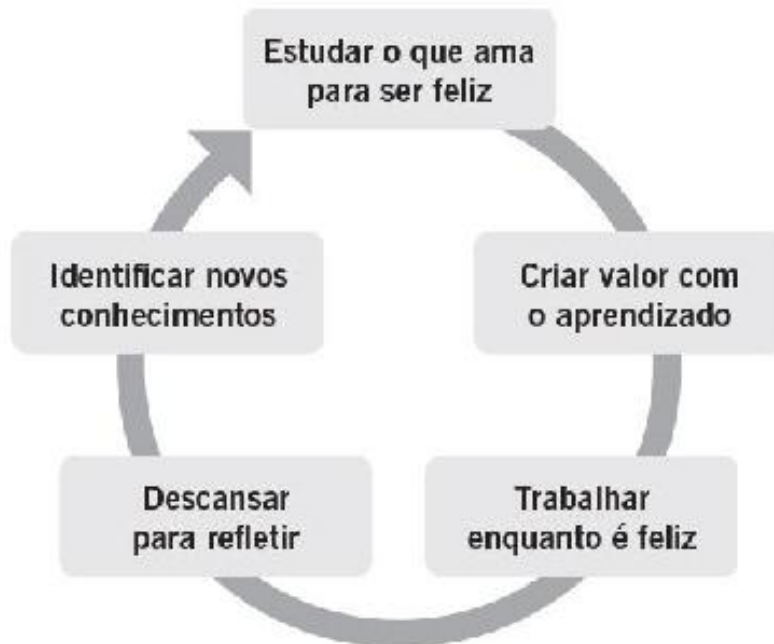 Estudar o que ama
para ser feliz
Criar valor com
o aprendizado
Trabalhar
enquanto é feliz
Descansar
para refletir
Identificar novos
conhecimentos